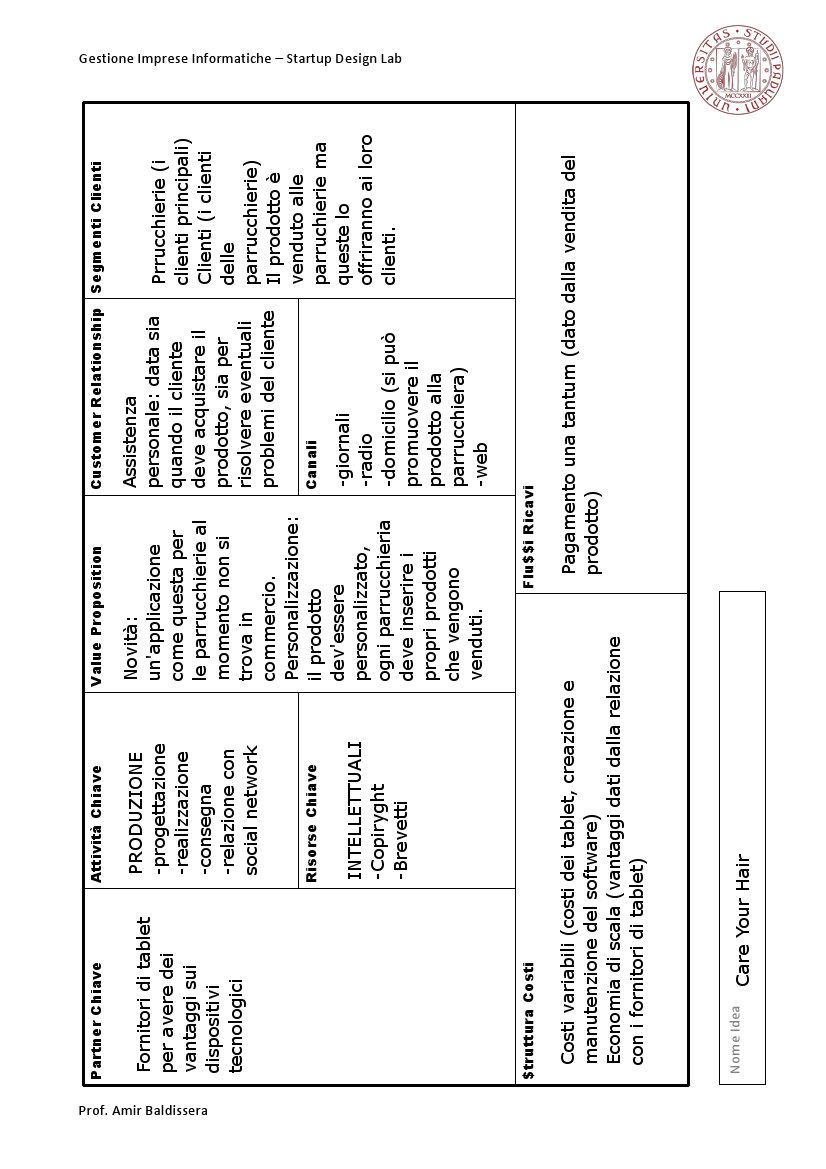 Gestione Imprese Informatiche – Startup Design Lab
UNIVERSITAS STUDII PADUANI
MCCXXII
Partner Chiave
Fornitori di tablet
per avere dei
vantaggi sui
dispositivi
tecnologici
Attività Chiave
PRODUZIONE
-progettazione
-realizzazione
-consegna
-relazione con
social network
Risorse Chiave
INTELLETTUALI
-Copiryght
-Brevetti
Value Proposition
Novità:
un'applicazione
come questa per
le parrucchierie al
momento non si
trova in
commercio.
Personalizzazione:
il prodotto
dev'essere
personalizzato,
ogni parrucchieria
deve inserire i
propri prodotti
che vengono
venduti.
Customer Relationship
Assistenza
personale: data sia
quando il cliente
deve acquistare il
prodotto, sia per
risolvere eventuali
problemi del cliente
Canali
-giornali
-radio
-domicilio (si può
promuovere il
prodotto alla
parrucchiera)
-web
Segmenti Clienti
Prrucchierie (i
clienti principali)
Clienti (i clienti
delle
parrucchierie)
Il prodotto è
venduto alle
parruchierie ma
queste lo
offriranno ai loro
clienti.
$truttura Costi
Costi variabili (costi dei tablet, creazione e
manutenzione del software)
Economia di scala (vantaggi dati dalla relazione
con i fornitori di tablet)
Flu$$i Ricavi
Pagamento una tantum (dato dalla vendita del
prodotto)
Nome Idea Care Your Hair
Prof. Amir Baldissera